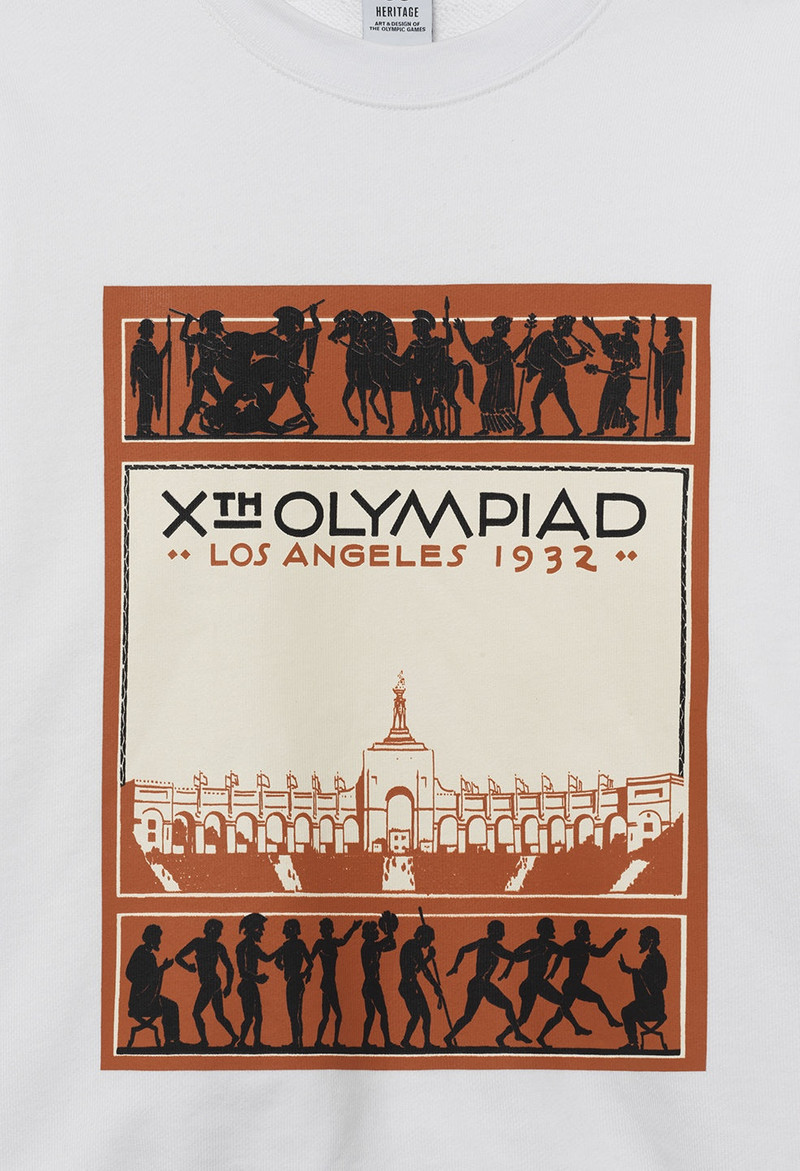 HERITAGE
ART & DESIGN OF
THE OLYMPIC GAMES
XTH OLYMPIAD
•• LOS ANGELES 1932 ••